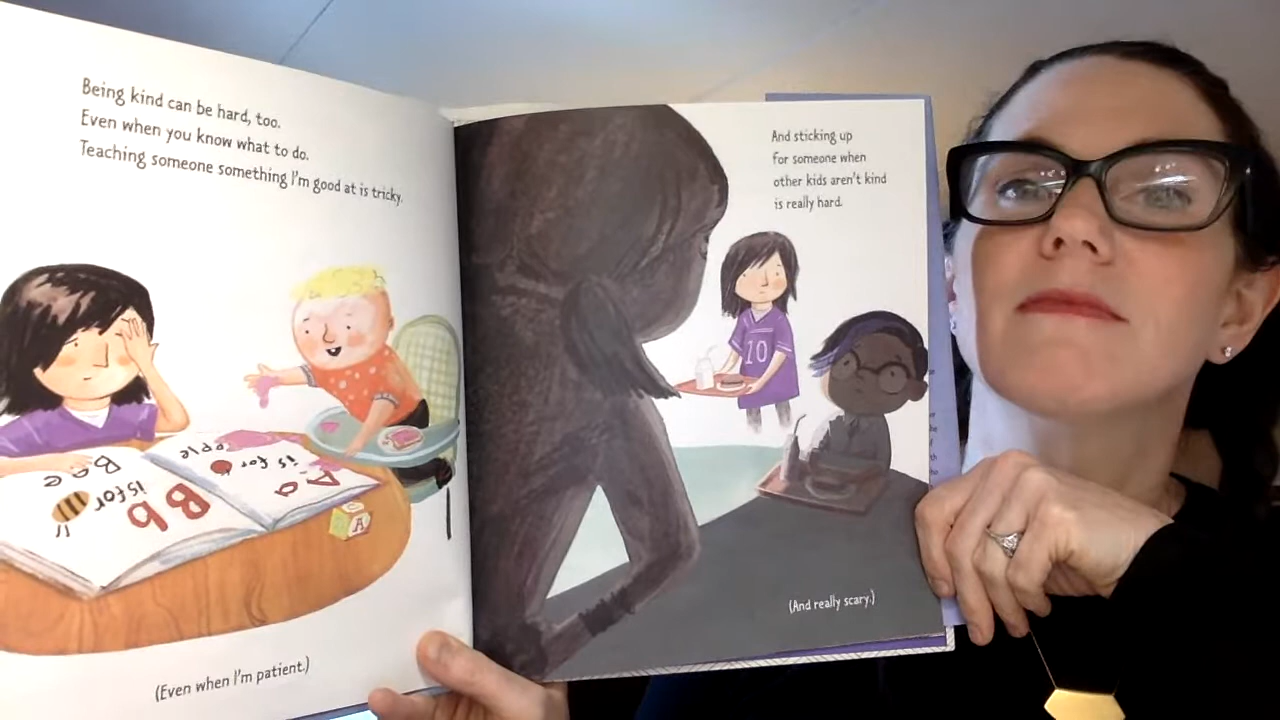 Being kind can be hard, too.
Even when you know what to do.
Teaching someone something I'm good at is tricky.
Bee
is for
Bb
apple
is for
Aa
A
(Even when I'm patient.)
And sticking up
for someone when
other kids aren't kind
is really hard.
10
(And really scary.)